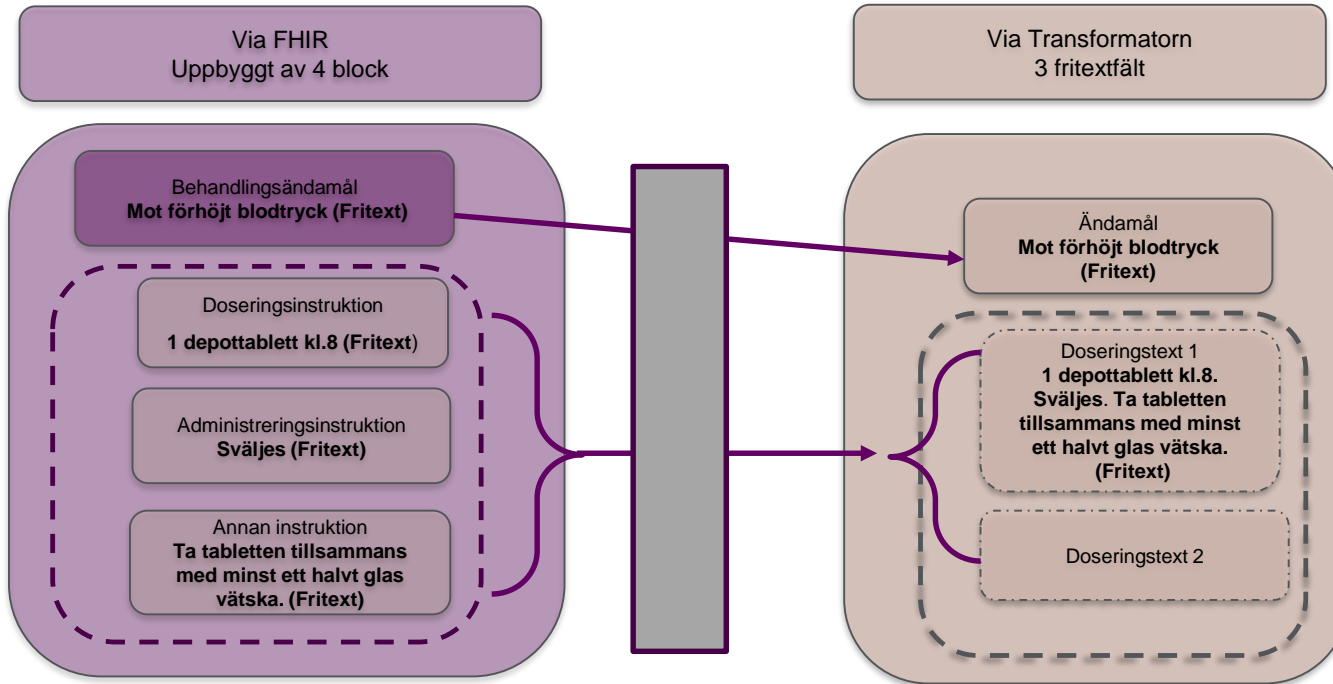 Via FHIR
Uppbyggt av 4 block
Behandlingsändamål
Mot förhöjt blodtryck (Fritext)
Doseringsinstruktion
1 depottablett kl.8 (Fritext)
Administreringsinstruktion
Sväljes (Fritext)
Annan instruktion
Ta tabletten tillsammans
med minst ett halvt glas
vätska. (Fritext)
Via Transformatorn
3 fritextfält
Ändamål
Mot förhöjt blodtryck
(Fritext)
Doseringstext 1
1 depottablett kl.8.
Sväljes. Ta tabletten
tillsammans med minst
ett halvt glas vätska.
(Fritext)
Doseringstext 2